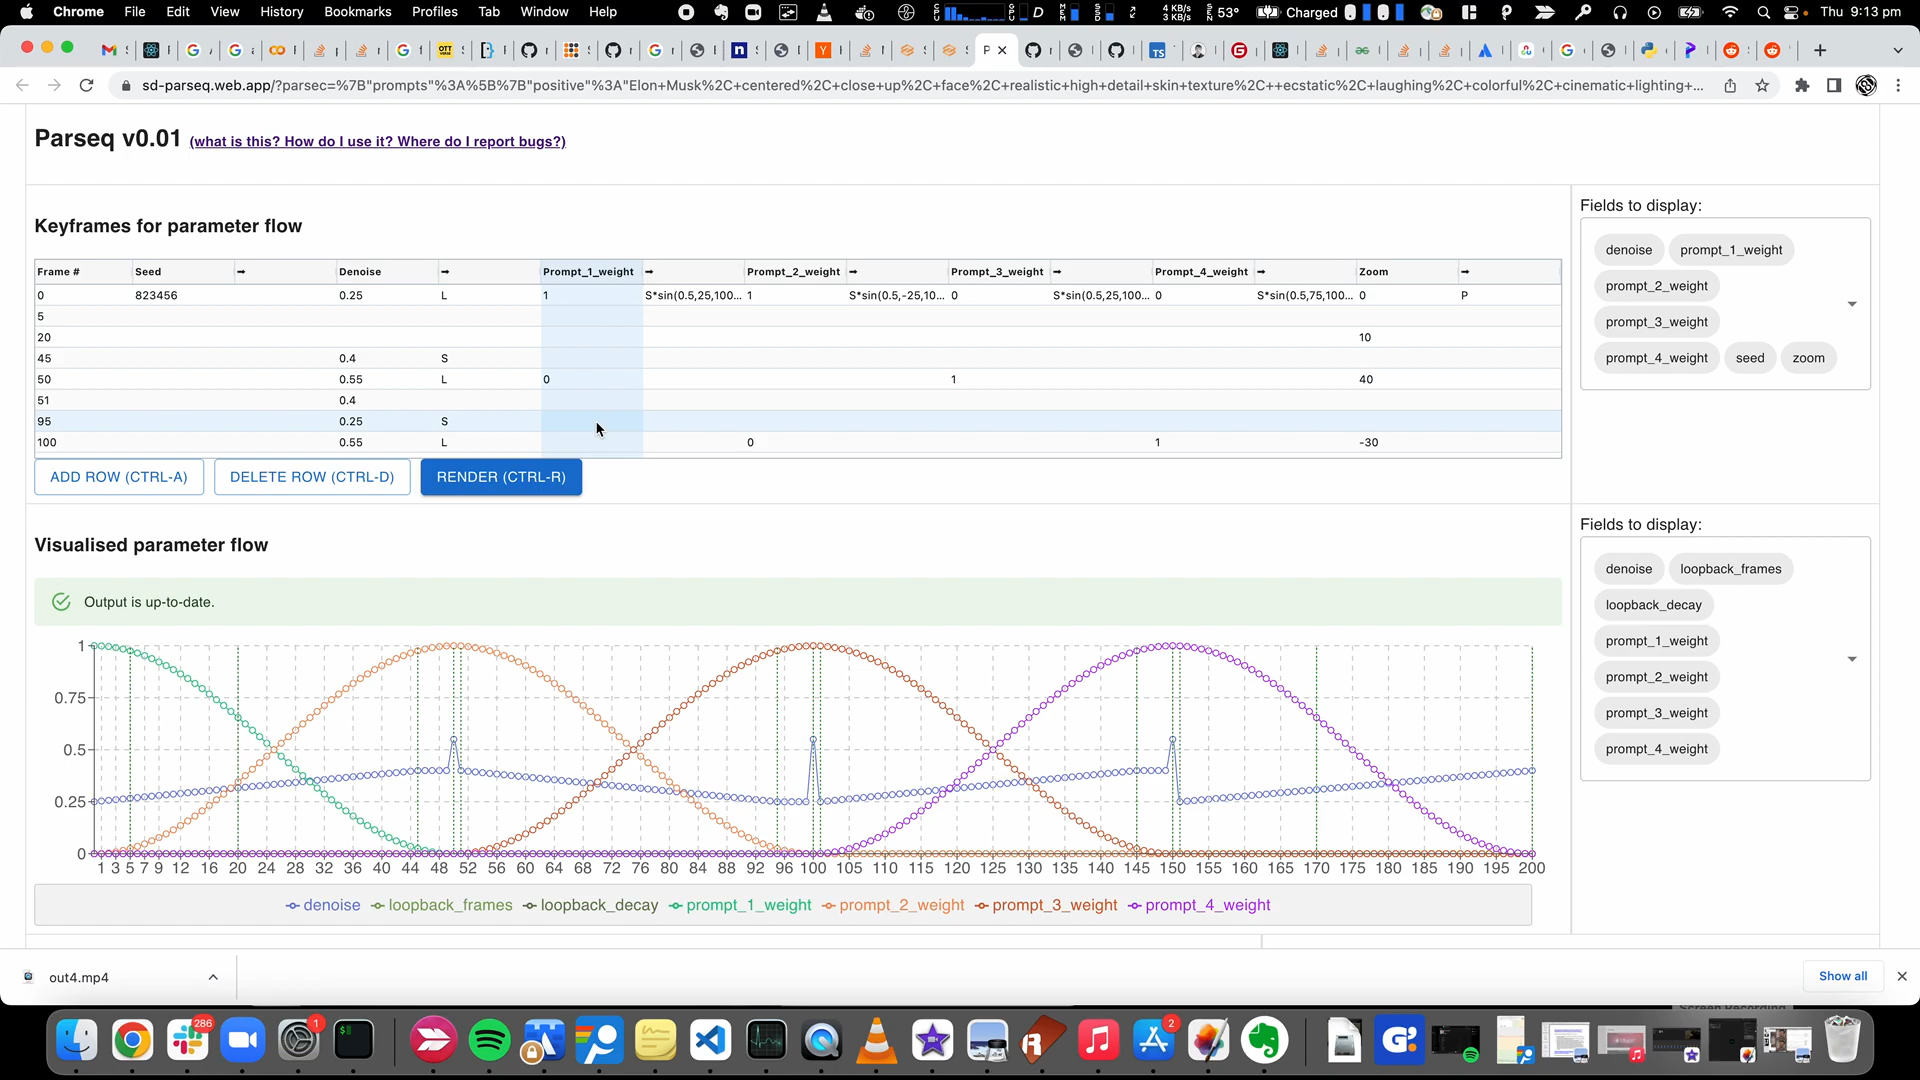 Chrome File Edit View History Bookmarks Profiles Tab Window Help 4 KB/s 3 KB/s 53° Charged Thu 9:13 pm
sd-parseq.web.app/?parsec=%7B"prompts"%3A%5B%7B"positive"%3A"Elon+Musk%2C+centered%2C+close+up%2C+face%2C+realistic+high+detail+skin+texture%2C++ecstatic%2C+laughing%2C+colorful%2C+cinematic+lighting+...
Parseq v0.01 (what is this? How do I use it? Where do I report bugs?)
Keyframes for parameter flow
Frame # Seed ➞ Denoise ➞ Prompt_1_weight ➞ Prompt_2_weight ➞ Prompt_3_weight ➞ Prompt_4_weight ➞ Zoom ➞
0 823456 0.25 L 1 S*sin(0.5,25,100... 1 S*sin(0.5,-25,10... 0 S*sin(0.5,25,100... 0 S*sin(0.5,75,100... 0 P
5
20 10
45 0.4 S
50 0.55 L 0 1 40
51 0.4
95 0.25 S
100 0.55 L 0 1 -30
ADD ROW (CTRL-A) DELETE ROW (CTRL-D) RENDER (CTRL-R)
Fields to display:
denoise prompt_1_weight
prompt_2_weight
prompt_3_weight
prompt_4_weight seed zoom
Visualised parameter flow
Output is up-to-date.
1
0.75
0.5
0.25
0
1 3 5 7 9 12 16 20 24 28 32 36 40 44 48 52 56 60 64 68 72 76 80 84 88 92 96 100 105 110 115 120 125 130 135 140 145 150 155 160 165 170 175 180 185 190 195 200
denoise loopback_frames loopback_decay prompt_1_weight prompt_2_weight prompt_3_weight prompt_4_weight
Fields to display:
denoise loopback_frames
loopback_decay
prompt_1_weight
prompt_2_weight
prompt_3_weight
prompt_4_weight
out4.mp4
Show all
286
1
2